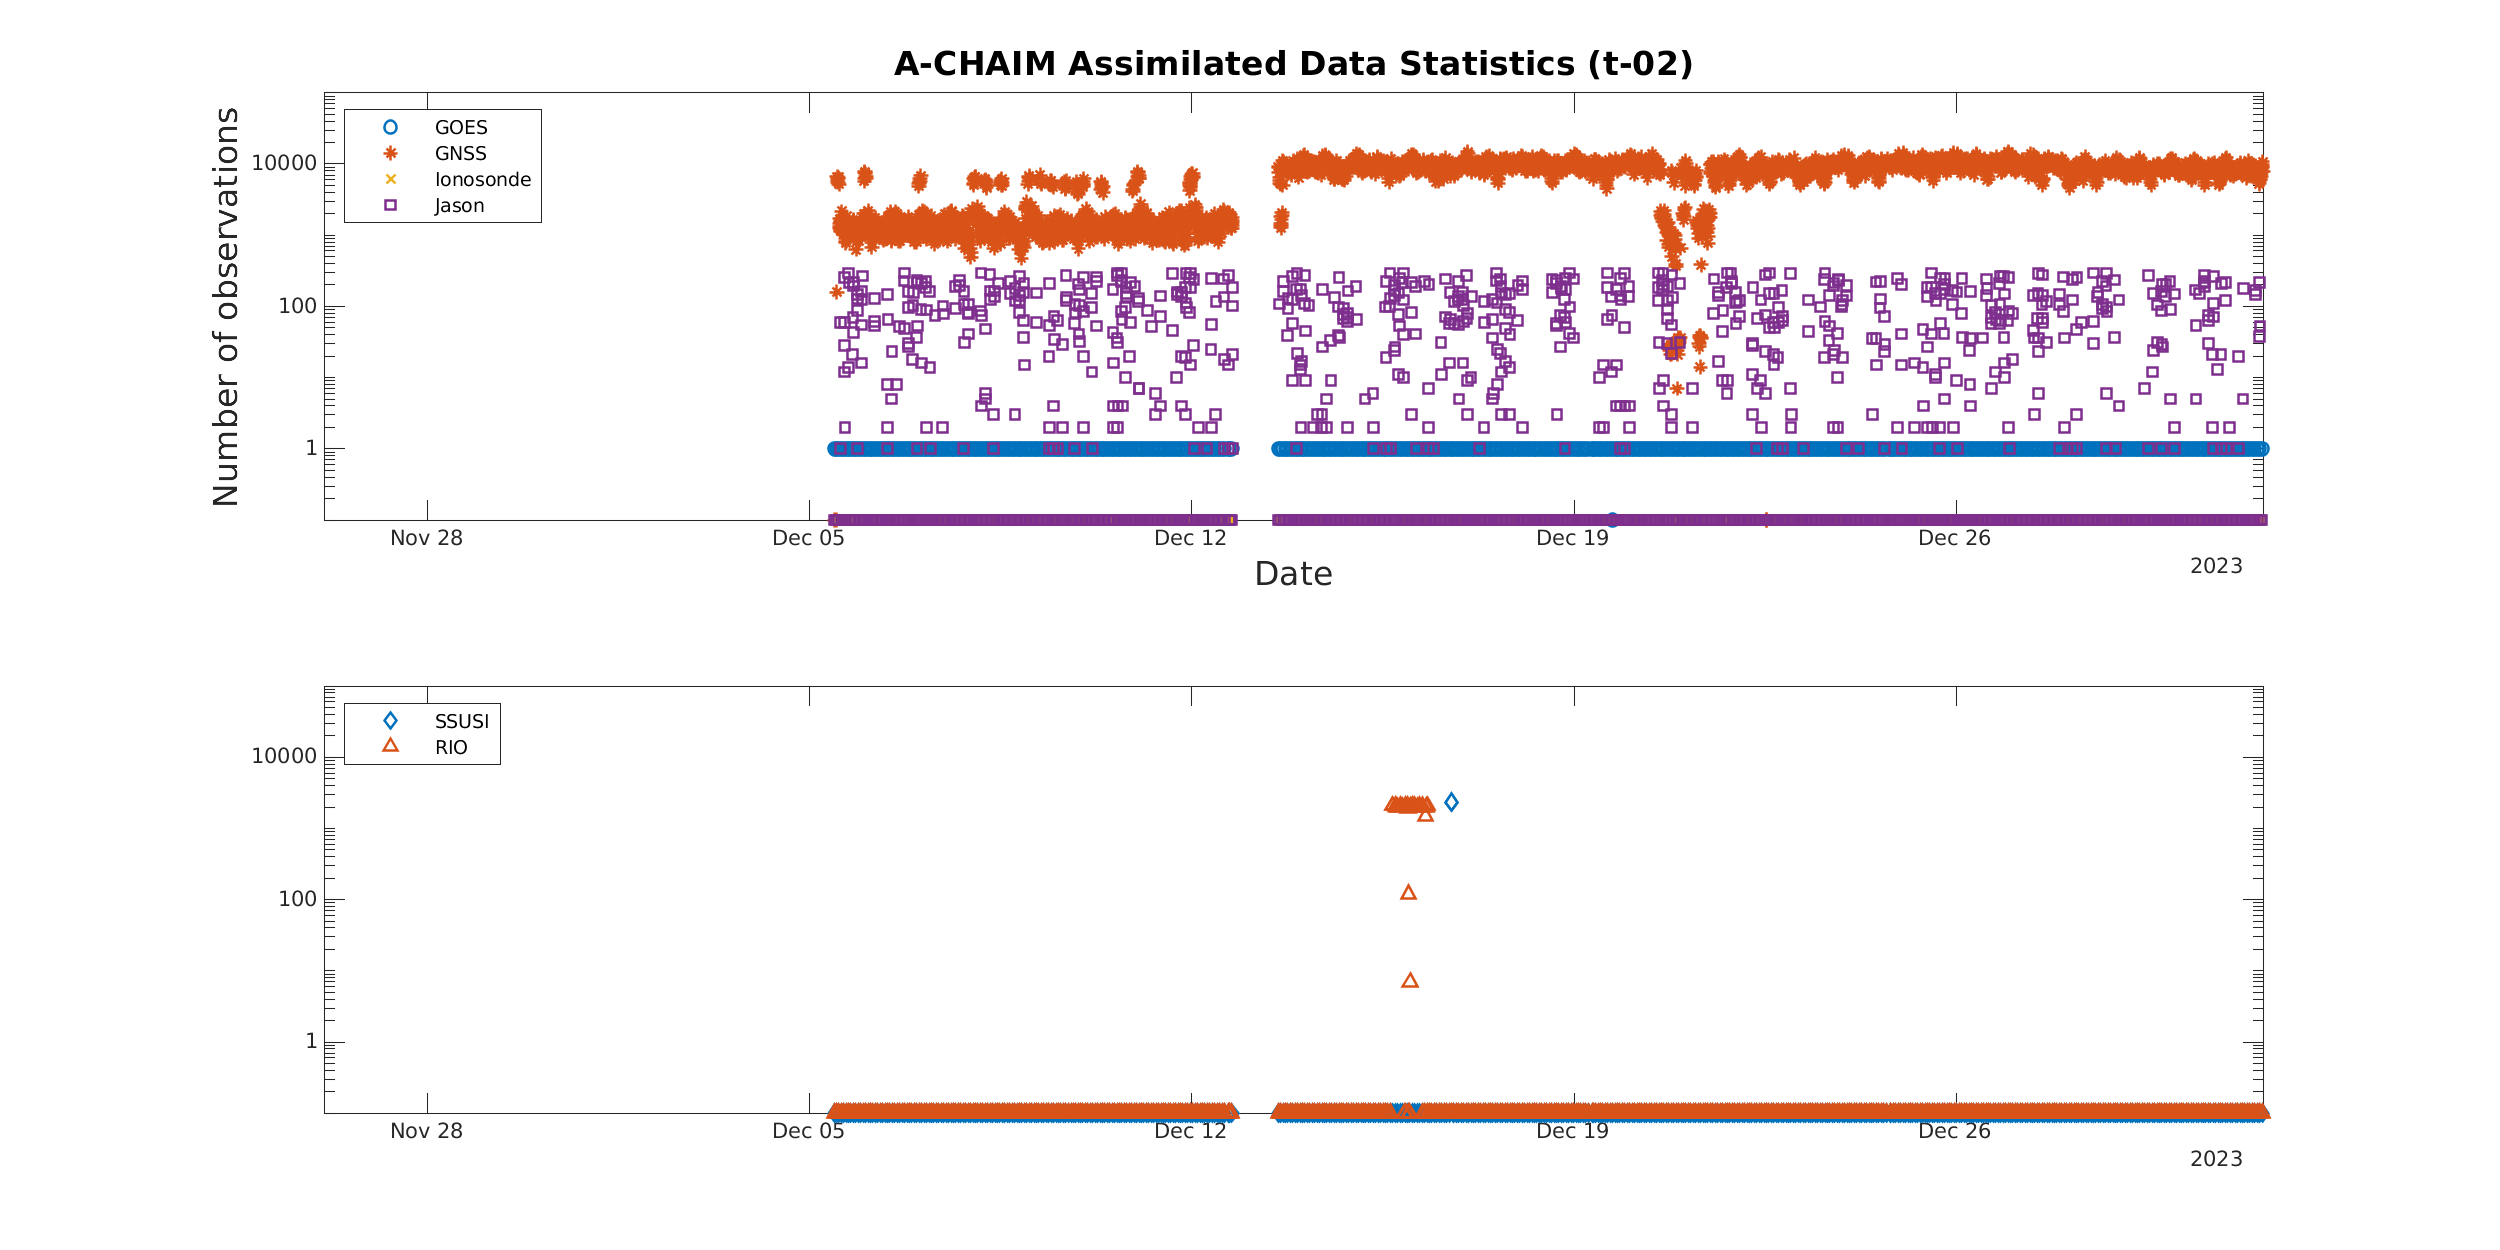 A-CHAIM Assimilated Data Statistics (t-02)
Number of observations
10000
100
1
GOES
GNSS
Ionosonde
Jason
Nov 28 Dec 05 Dec 12 Dec 19 Dec 26
2023
Date
10000
100
1
SSUSI
RIO
Nov 28 Dec 05 Dec 12 Dec 19 Dec 26
2023